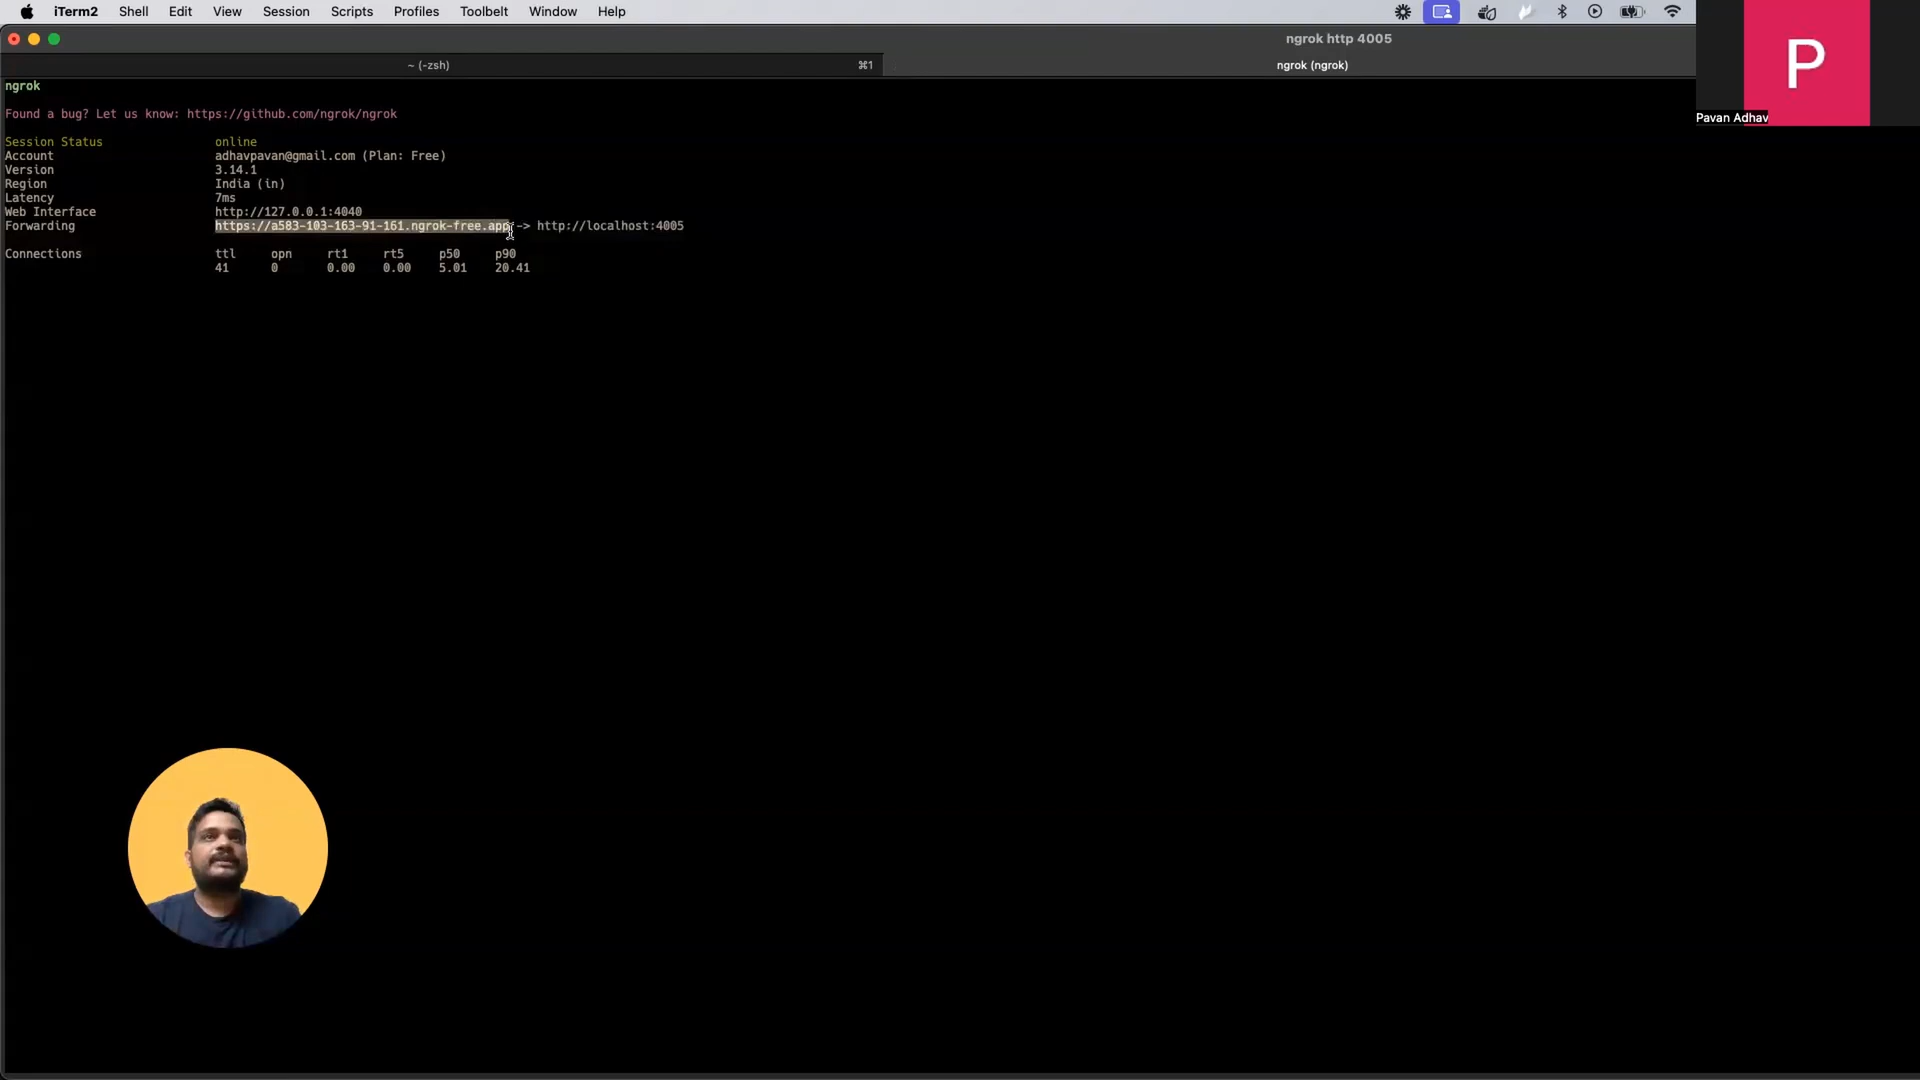 iTerm2 Shell Edit View Session Scripts Profiles Toolbelt Window Help
ngrok http 4005
~ (-zsh) ⌘1 ngrok (ngrok)
P
Pavan Adhav
ngrok
Found a bug? Let us know: https://github.com/ngrok/ngrok
Session Status online
Account adhavpavan@gmail.com (Plan: Free)
Version 3.14.1
Region India (in)
Latency 7ms
Web Interface http://127.0.0.1:4040
Forwarding https://a583-103-163-91-161.ngrok-free.app -> http://localhost:4005
Connections ttl opn rt1 rt5 p50 p90
41 0 0.00 0.00 5.01 20.41